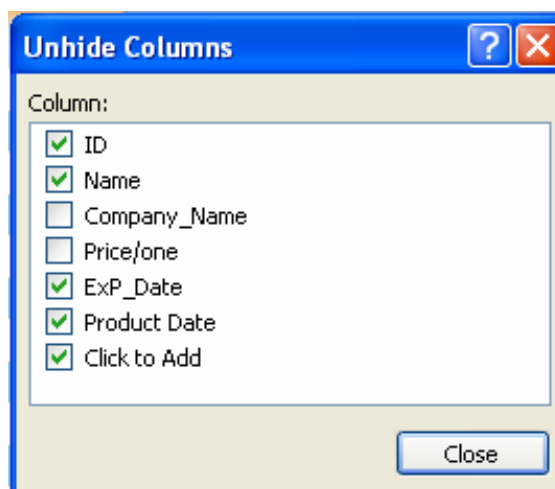 Unhide Columns
Column:
ID
Name
Company_Name
Price/one
ExP_Date
Product Date
Click to Add
Close